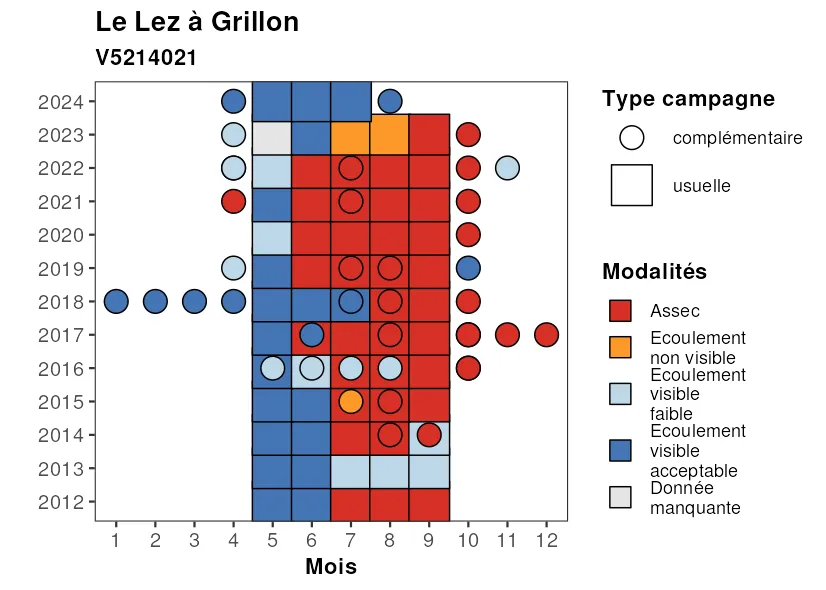 Le Lez à Grillon
V5214021
2024
2023
2022
2021
2020
2019
2018
2017
2016
2015
2014
2013
2012
1 2 3 4 5 6 7 8 9 10 11 12
Mois
Type campagne
complémentaire
usuelle
Modalités
Assec
Ecoulement
non visible
Ecoulement
visible
faible
Ecoulement
visible
acceptable
Donnée
manquante